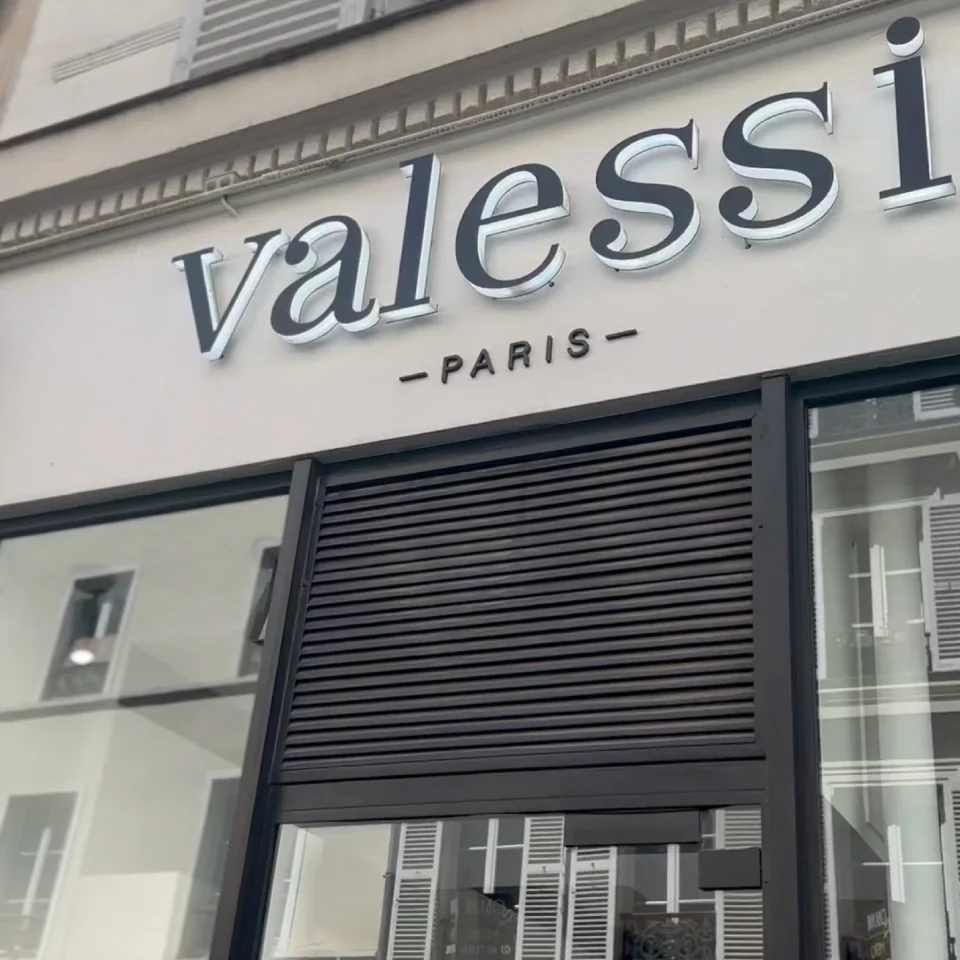 valessi
— PARIS —